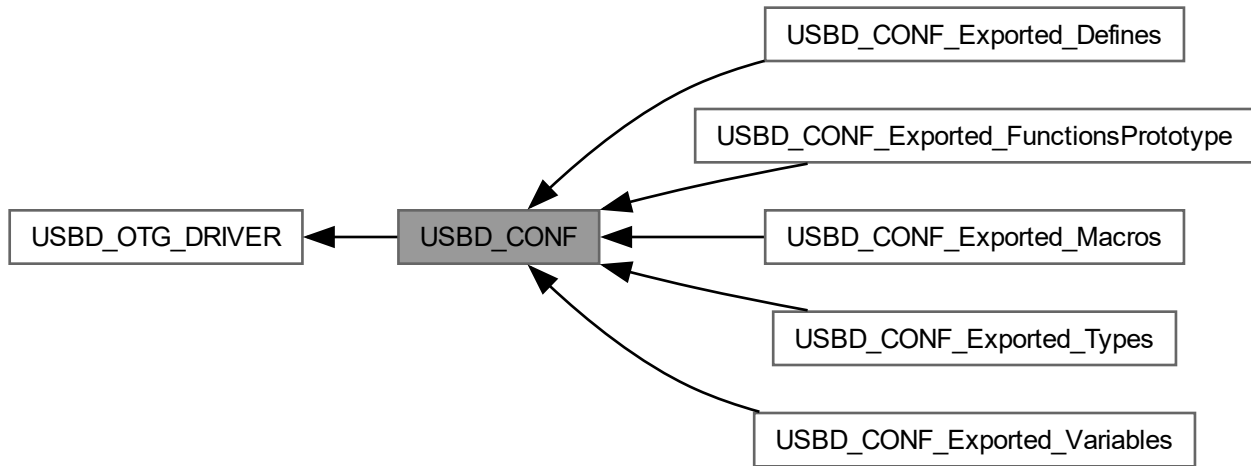 USBD_CONF_Exported_Defines
USBD_CONF_Exported_FunctionsPrototype
USBD_OTG_DRIVER
USBD_CONF
USBD_CONF_Exported_Macros
USBD_CONF_Exported_Types
USBD_CONF_Exported_Variables